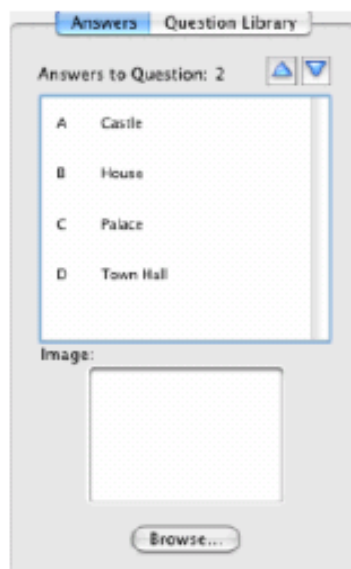 Answers Question Library
Answers to Question: 2
A Castle
B House
C Palace
D Town Hall
Image:
Browse...